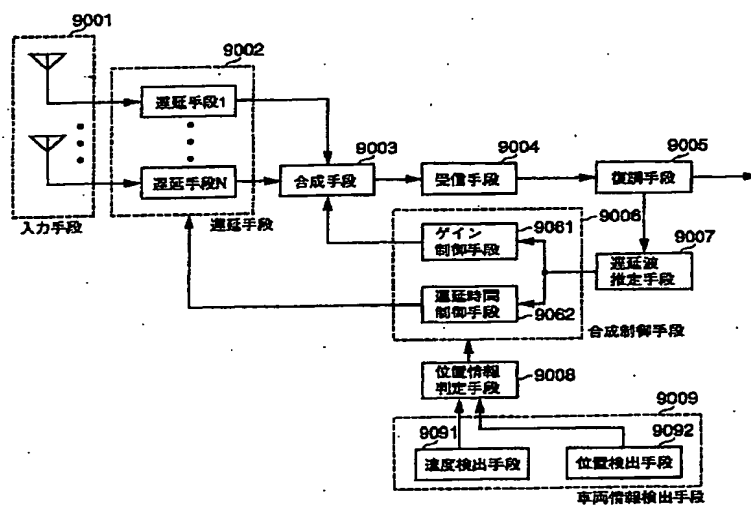 9001
9002
遅延手段1
遅延手段N
入力手段
遅延手段
9003
合成手段
9004
受信手段
9005
復調手段
9006
9061
ゲイン
制御手段
9007
遅延波
推定手段
遅延時間
制御手段
9062
合成制御手段
位置情報
判定手段
9008
9009
9091
速度検出手段
9092
位置検出手段
車両情報検出手段